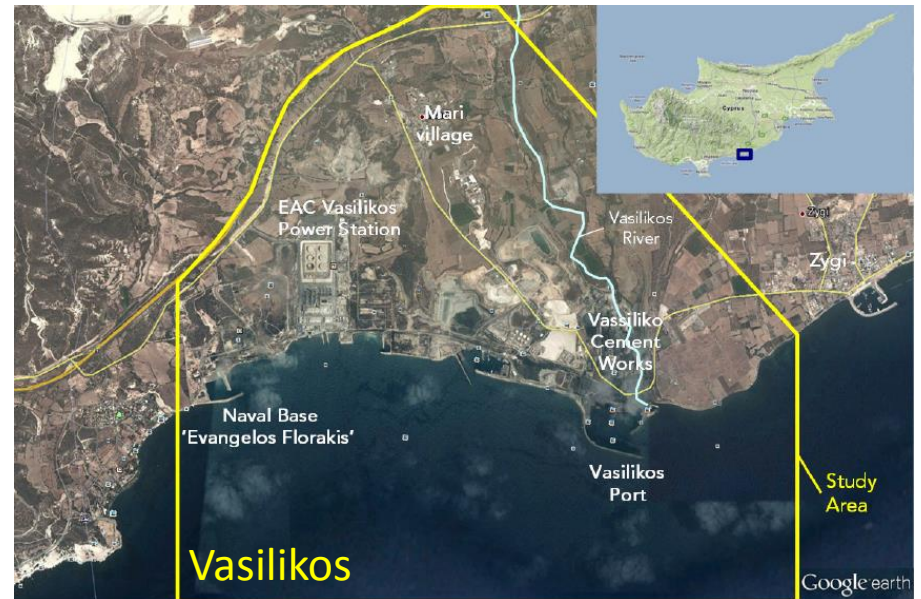 Mari
village
EAC Vasilikos
Power Station
Vasilikos
River
Zygi
Zygi
Vassiliko
Cement
Works
Naval Base
'Evangelos Florakis'
Vasilikos
Port
Study
Area
Vasilikos
Google earth
Cyprus